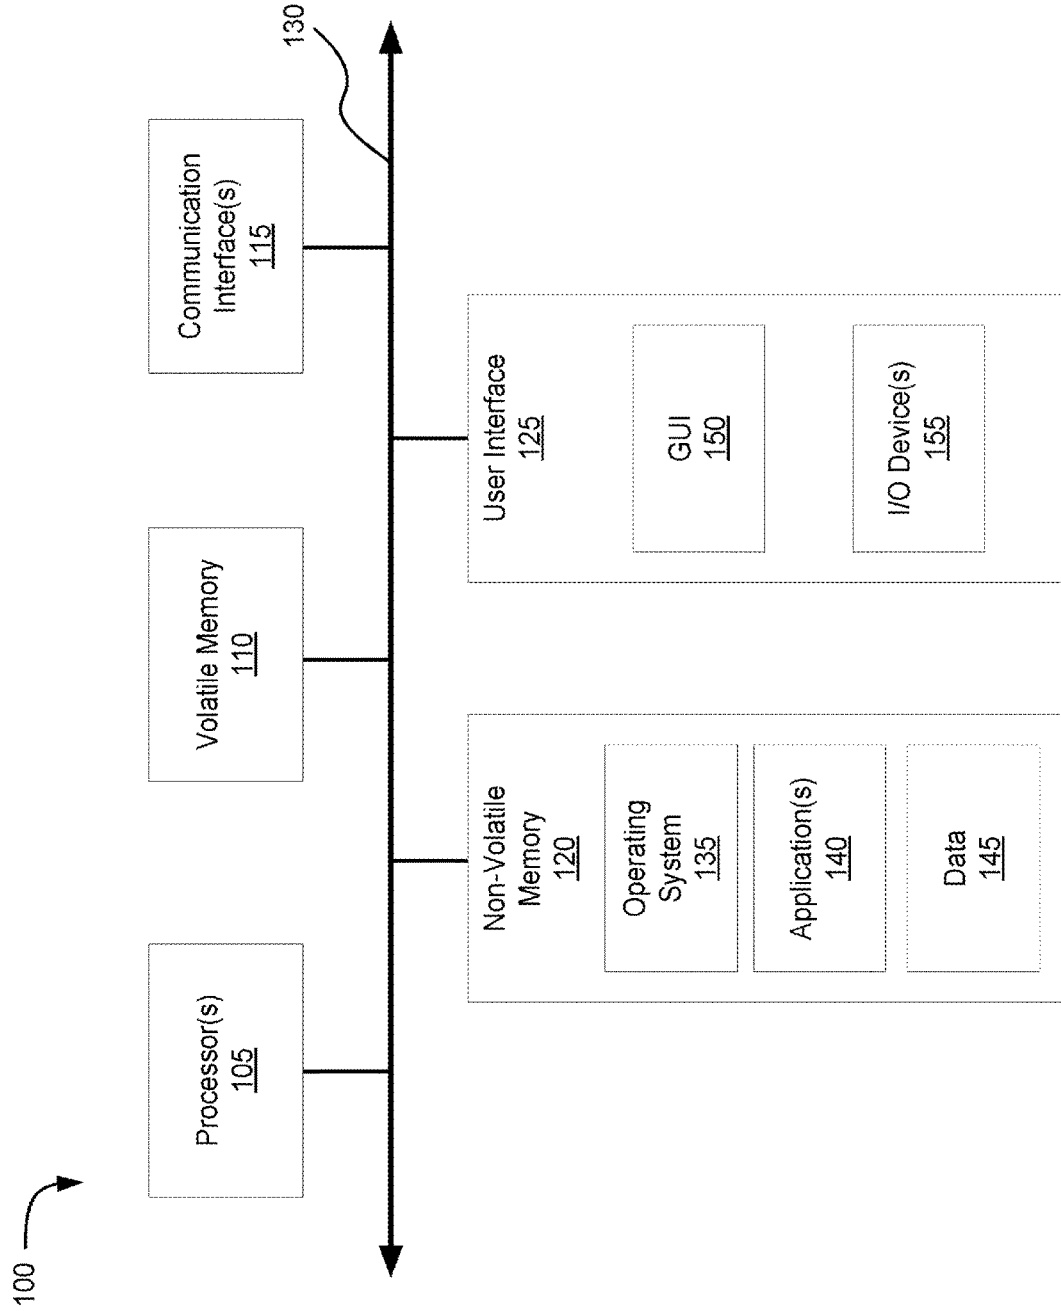 100
Processor(s)
105
Volatile Memory
110
Communication
Interface(s)
115
130
Non-Volatile
Memory
120
Operating
System
135
Application(s)
140
Data
145
User Interface
125
GUI
150
I/O Device(s)
155